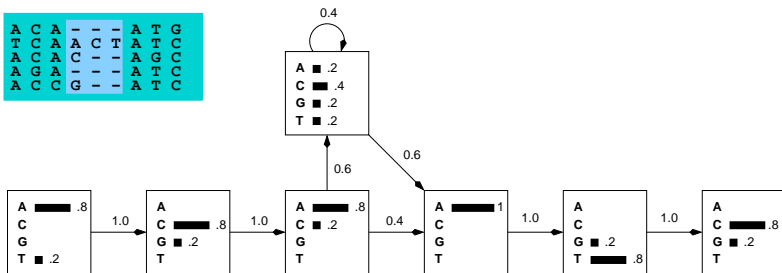 A C A - - - A T G
T C A A C T A T C
A C A C - - A G C
A G A - - - A T C
A C C G - - A T C
0.4
A .2
C .4
G .2
T .2
0.6
0.6
A .8
C
G
T .2
1.0
A
C .8
G .2
T
1.0
A .8
C .2
G
T
0.4
A 1
C
G
T
1.0
A
C
G .2
T .8
1.0
A
C .8
G .2
T